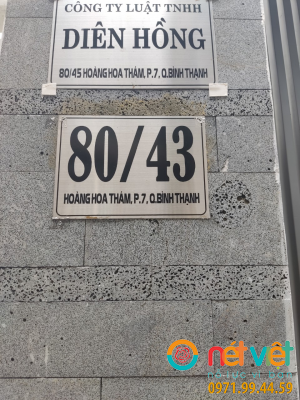 CÔNG TY LUẬT TNHH
DIÊN HỒNG
80/45 HOÀNG HOA THÁM, P.7, Q.BÌNH THẠNH
80/43
HOÀNG HOA THÁM, P.7, Q.BÌNH THẠNH
nétvệt
0971.99.44.59